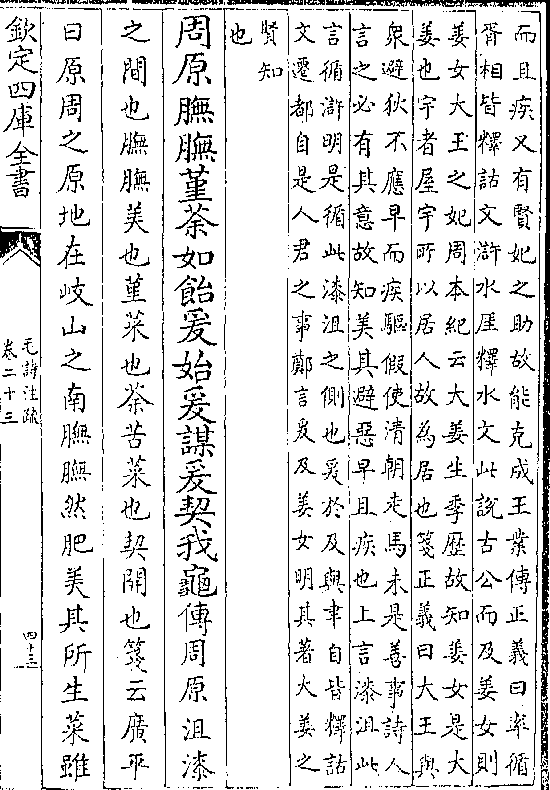 而且疾又有賢妃之助故能克成王業傳正義曰率循
胥相皆釋詁文滸水厓釋水文此說古公而及姜女則
姜女大王之妃周本紀云大姜生季歷故知姜女是大
姜也宇者屋宇所以居人故為居也箋正義曰大王與
衆避狄不應早而疾驅假使清朝走馬未是善事詩人
言之必有其意故知美其避惡早且疾也上言漆沮此
言循滸明是循此漆沮之側也爰於及與聿自皆釋詁
文遷都自是人君之事鄭言爰及姜女明其著大姜之
賢知
也
周原膴膴堇荼如飴爰始爰謀爰契我龜傳周原沮漆
之間也膴膴美也堇菜也荼苦菜也契開也箋云廣平
曰原周之原地在岐山之南膴膴然肥美其所生菜雖
欽定四庫全書
毛詩注疏
卷二十三
四十三